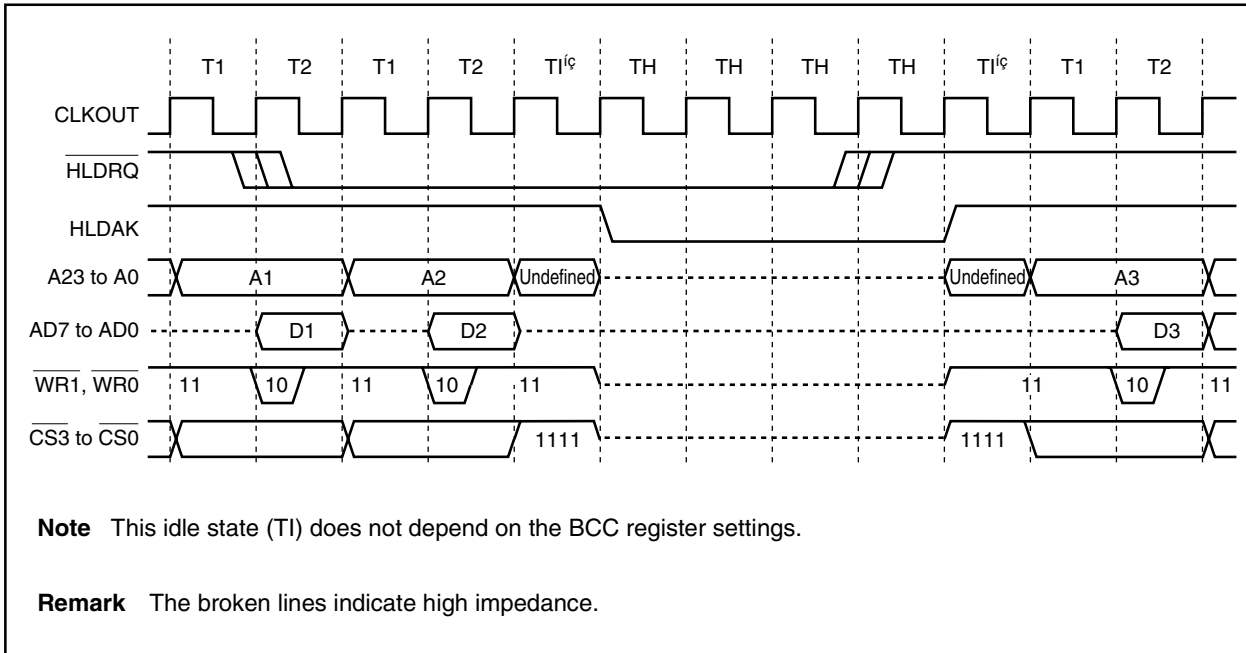 T1 T2 T1 T2 TIíç TH TH TH TH TIíç T1 T2
CLKOUT
HLDRQ
HLDAK
A23 to A0 A1 A2 Undefined Undefined A3
AD7 to AD0 D1 D2 D3
WR1, WR0 11 10 11 10 11 11 10 11
CS3 to CS0 1111 1111
Note This idle state (TI) does not depend on the BCC register settings.
Remark The broken lines indicate high impedance.